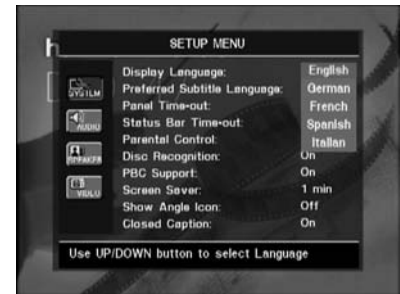 SETUP MENU
Display Language: English
Preferred Subtitle Language: German
Panel Time-out: French
Status Bar Time-out: Spanish
Parental Control: Italian
Disc Recognition: On
PBC Support: On
Screen Saver: 1 min
Show Angle Icon: Off
Closed Caption: On
SYSTEM
AUDIO
SPEAKER
VIDEO
Use UP/DOWN button to select Language